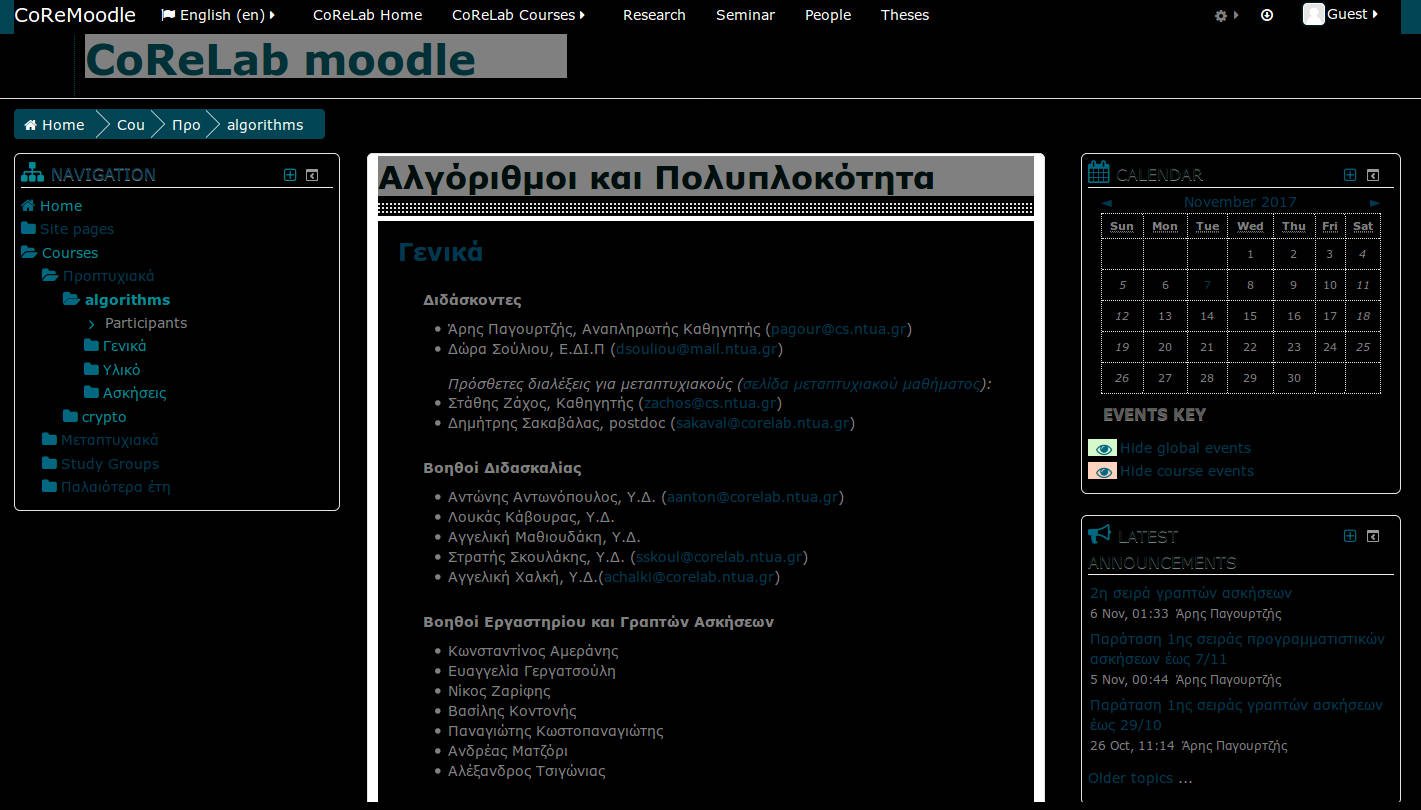 CoReMoodle English (en) CoReLab Home CoReLab Courses Research Seminar People Theses Guest
CoReLab moodle
Home Cou Προ algorithms
NAVIGATION
Home
Site pages
Courses
Προπτυχιακά
algorithms
Participants
Γενικά
Υλικό
Ασκήσεις
crypto
Μεταπτυχιακά
Study Groups
Παλαιότερα έτη
Αλγόριθμοι και Πολυπλοκότητα
Γενικά
Διδάσκοντες
Άρης Παγουρτζής, Αναπληρωτής Καθηγητής (pagour@cs.ntua.gr)
Δώρα Σούλιου, Ε.ΔΙ.Π (dsouliou@mail.ntua.gr)
Πρόσθετες διαλέξεις για μεταπτυχιακούς (σελίδα μεταπτυχιακού μαθήματος):
Στάθης Ζάχος, Καθηγητής (zachos@cs.ntua.gr)
Δημήτρης Σακαβάλας, postdoc (sakaval@corelab.ntua.gr)
Βοηθοί Διδασκαλίας
Αντώνης Αντωνόπουλος, Υ.Δ. (aanton@corelab.ntua.gr)
Λουκάς Κάβουρας, Υ.Δ.
Αγγελική Μαθιουδάκη, Υ.Δ.
Στρατής Σκουλάκης, Υ.Δ. (sskoul@corelab.ntua.gr)
Αγγελική Χαλκή, Υ.Δ.(achalki@corelab.ntua.gr)
Βοηθοί Εργαστηρίου και Γραπτών Ασκήσεων
Κωνσταντίνος Αμεράνης
Ευαγγελία Γεργατσούλη
Νίκος Ζαρίφης
Βασίλης Κοντονής
Παναγιώτης Κωστοπαναγιώτης
Ανδρέας Ματζόρι
Αλέξανδρος Τσιγώνιας
CALENDAR
◄ November 2017 ►
Sun Mon Tue Wed Thu Fri Sat
1 2 3 4
5 6 7 8 9 10 11
12 13 14 15 16 17 18
19 20 21 22 23 24 25
26 27 28 29 30
EVENTS KEY
Hide global events
Hide course events
LATEST
ANNOUNCEMENTS
2η σειρά γραπτών ασκήσεων
6 Nov, 01:33 Άρης Παγουρτζής
Παράταση 1ης σειράς προγραμματιστικών
ασκήσεων έως 7/11
5 Nov, 00:44 Άρης Παγουρτζής
Παράταση 1ης σειράς γραπτών ασκήσεων
έως 29/10
26 Oct, 11:14 Άρης Παγουρτζής
Older topics ...